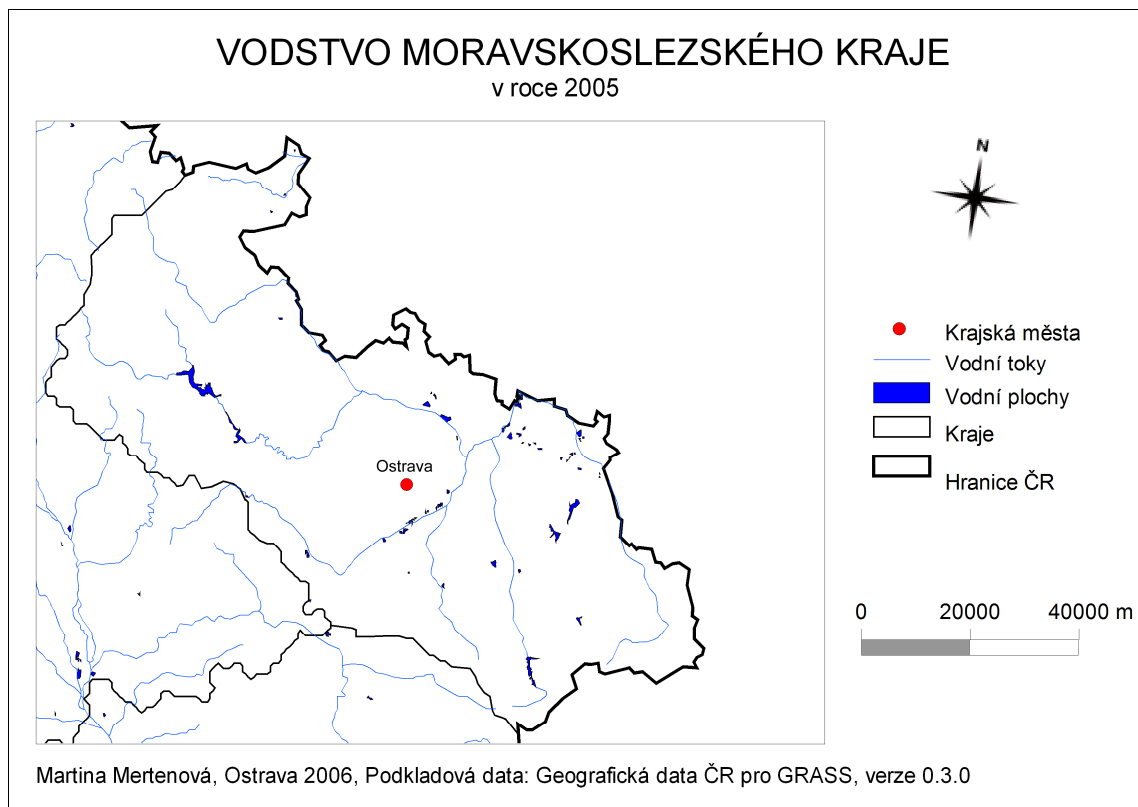 VODSTVO MORAVSKOSLEZSKÉHO KRAJE
v roce 2005
N
Krajská města
Vodní toky
Vodní plochy
Kraje
Hranice ČR
Ostrava
0 20000 40000 m
Martina Mertenová, Ostrava 2006, Podkladová data: Geografická data ČR pro GRASS, verze 0.3.0